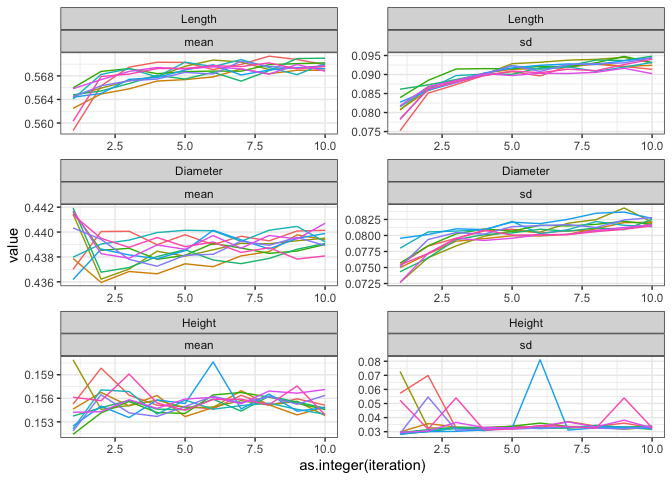 Length Length
mean sd
0.568
0.564
0.560
0.095
0.090
0.085
0.080
0.075
2.5 5.0 7.5 10.0 2.5 5.0 7.5 10.0
Diameter Diameter
mean sd
0.442
0.440
0.438
0.436
0.0825
0.0800
0.0775
0.0750
0.0725
value
2.5 5.0 7.5 10.0 2.5 5.0 7.5 10.0
Height Height
mean sd
0.159
0.156
0.153
0.08
0.07
0.06
0.05
0.04
0.03
2.5 5.0 7.5 10.0 2.5 5.0 7.5 10.0
as.integer(iteration)